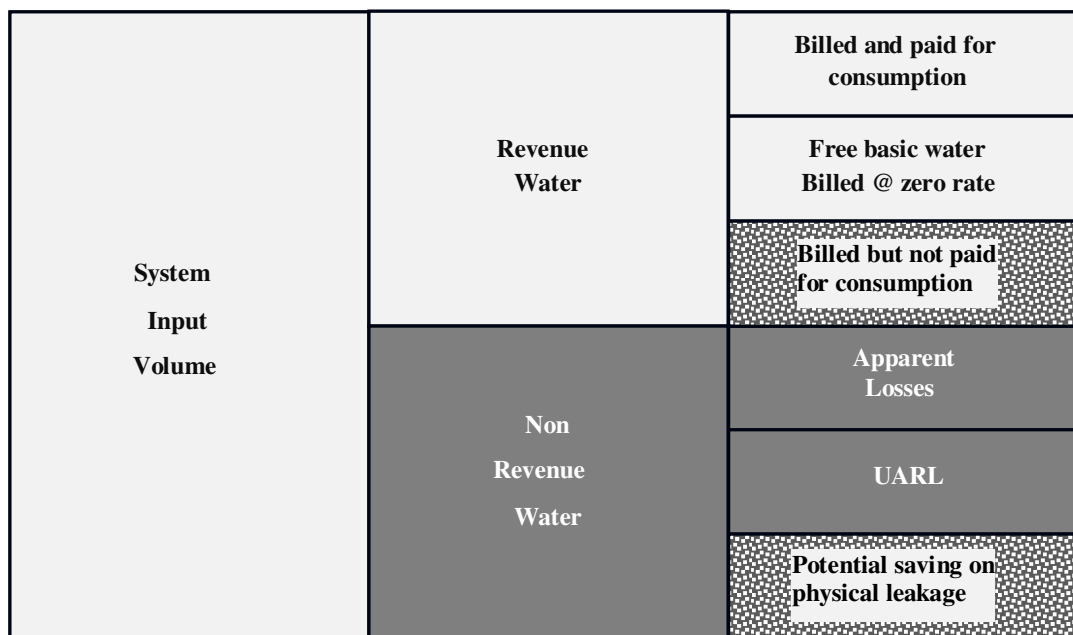 System
Input
Volume
Revenue
Water
Non
Revenue
Water
Billed and paid for
consumption
Free basic water
Billed @ zero rate
Billed but not paid
for consumption
Apparent
Losses
UARL
Potential saving on
physical leakage